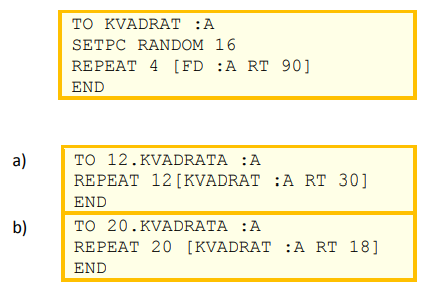 TO KVADRAT :A
SETPC RANDOM 16
REPEAT 4 [FD :A RT 90]
END
a)
TO 12.KVADRATA :A
REPEAT 12[KVADRAT :A RT 30]
END
b)
TO 20.KVADRATA :A
REPEAT 20 [KVADRAT :A RT 18]
END